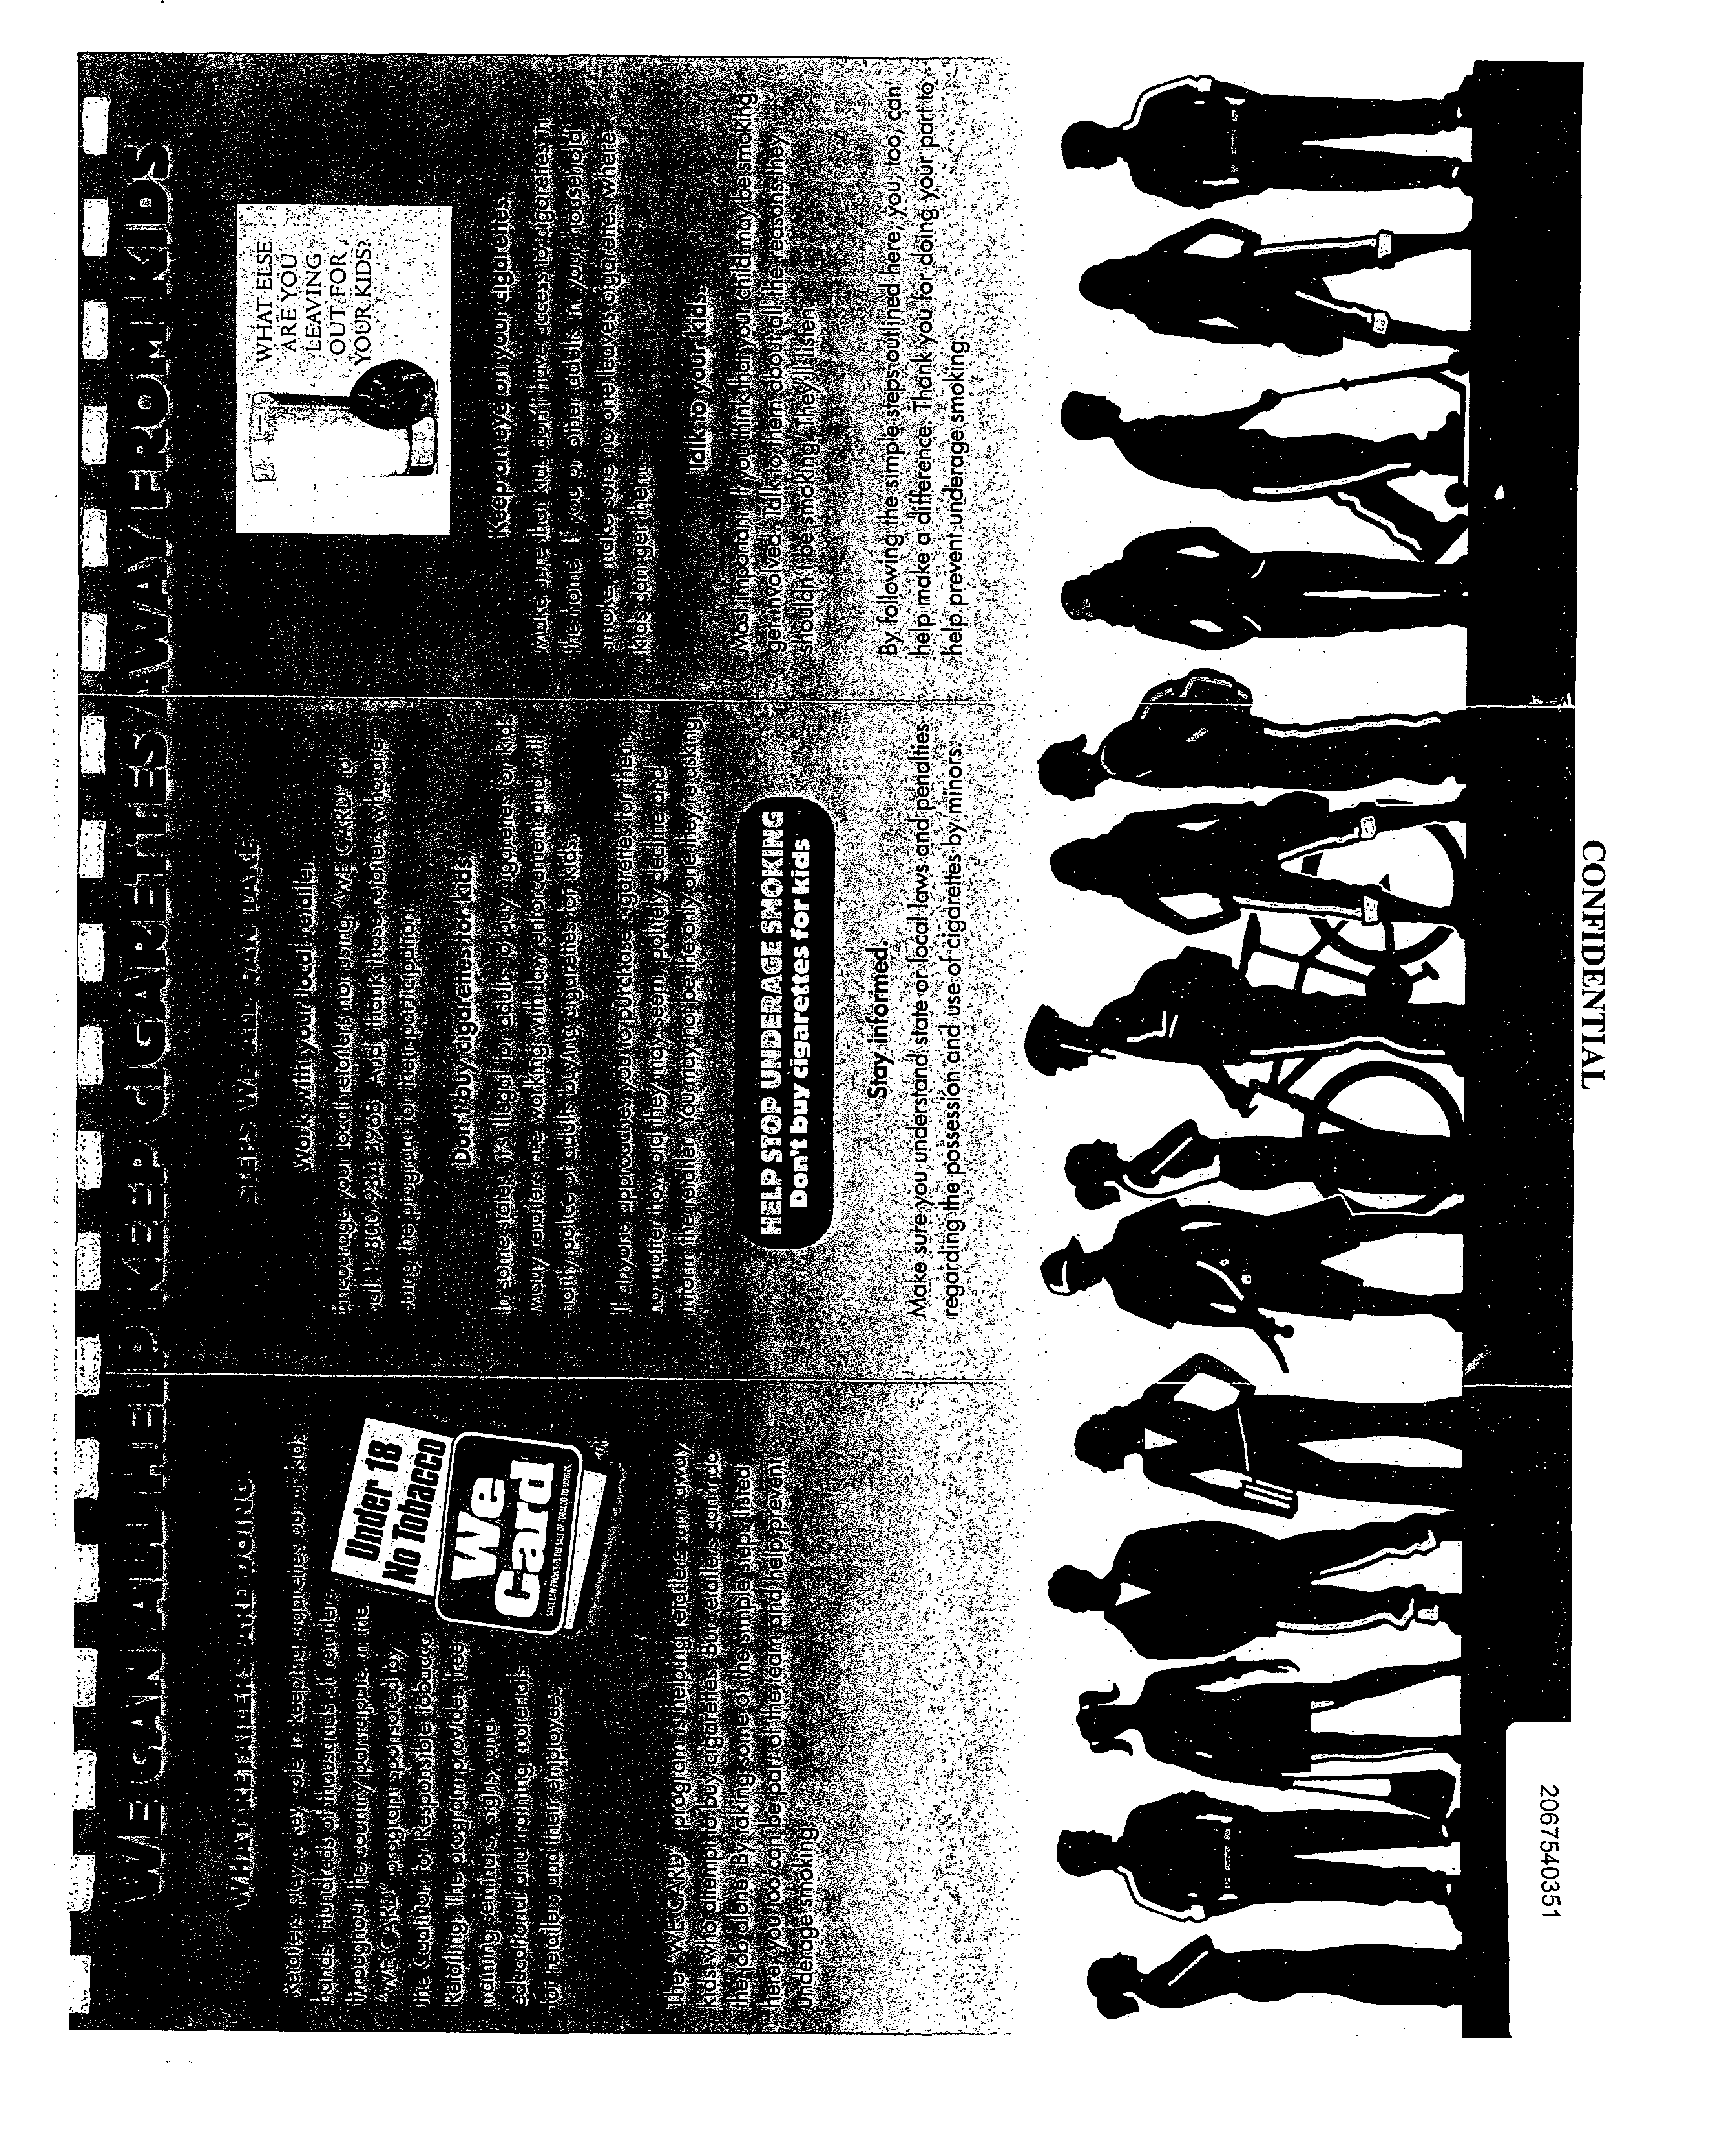 WE CAN ALL HELP KEEP CIGARETTES AWAY FROM KIDS
WHAT RETAILERS ARE DOING
Retailers play a key role in keeping cigarettes out of kids'
hands. Hundreds of thousands of retailers
throughout the country participate in the
"WE CARD" program sponsored by
the Coalition for Responsible Tobacco
Retailing. The program provides free
training seminars, signs and
educational and training materials
for retailers and their employees.
Under 18
No Tobacco
We
Card
The "WE CARD" program is helping retailers turn away
kids who attempt to buy cigarettes. But retailers can't do
the job alone. By taking some of the simple steps listed
here, you too can be part of the team and help prevent
underage smoking.
STEPS WE ALL CAN TAKE
Work with your local retailer.
Encourage your local retailer, if not already using "WE CARD" to
call
during the program for their participation.
Don't buy cigarettes for kids.
In some states, it's illegal for adults to buy cigarettes for kids.
Many retailers are working with law enforcement and will
notify police of adults buying cigarettes for kids.
If anyone approaches you to purchase cigarettes for them,
no matter how old they may seem, politely decline and
inform the retailer. You may not be the only one they're asking.
HELP STOP UNDERAGE SMOKING
Don't buy cigarettes for kids
Stay informed.
Make sure you understand state or local laws and penalties
regarding the possession and use of cigarettes by minors.
WHAT ELSE
ARE YOU
LEAVING
OUT FOR
YOUR KIDS?
Keep an eye on your cigarettes.
Make sure that kids don't have access to cigarettes in
the home. If you, or other adults in your household
smoke, make sure no one leaves cigarettes where
kids can get them.
Talk to your kids.
Most importantly, if you think that your child may be smoking,
get involved. Talk to them about all the reasons they
shouldn't be smoking. They'll listen.
By following the simple steps outlined here, you, too, can
help make a difference. Thank you for doing your part to
help prevent underage smoking.
CONFIDENTIAL
2067540351